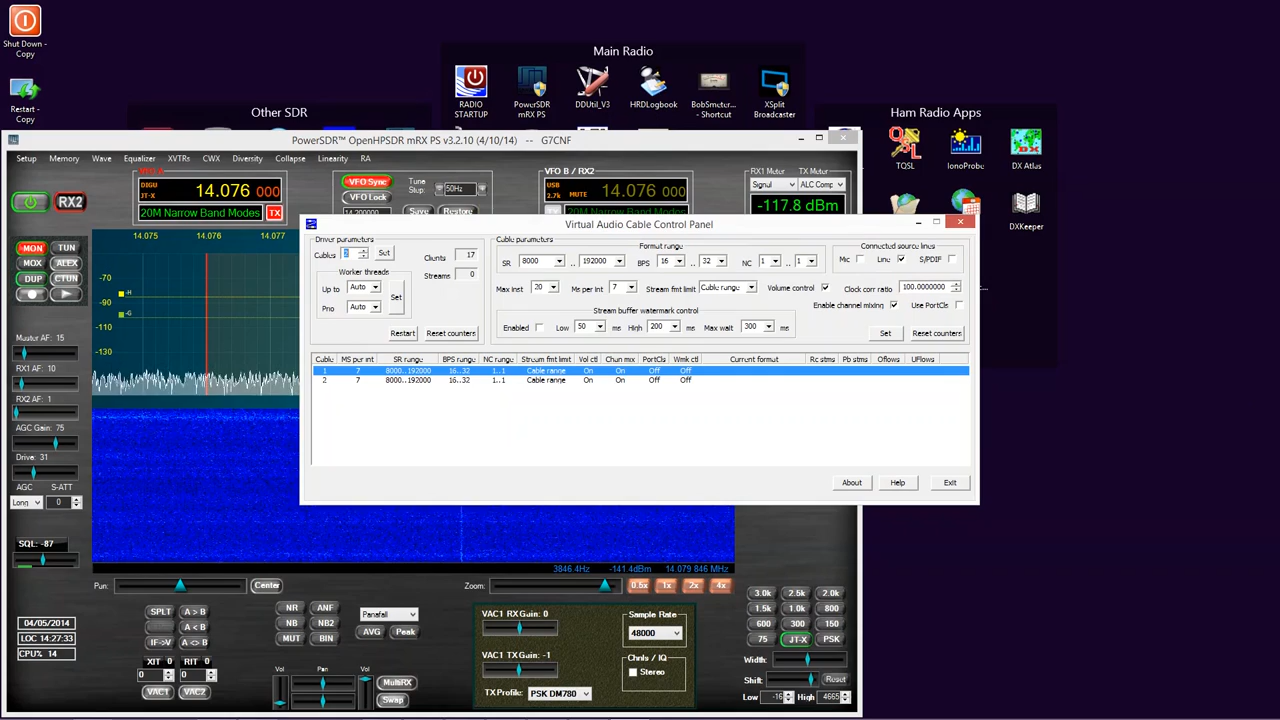 Shut Down -
Copy
Restart -
Copy
Main Radio
RADIO
STARTUP
PowerSDR
mRX PS
DDUtil_V3
HRDLogbook
BobSmeter...
- Shortcut
XSplit
Broadcaster
Other SDR
Ham Radio Apps
TQSL
IonoProbe
DX Atlas
DXKeeper
PowerSDR™ OpenHPSDR mRX PS v3.2.10 (4/10/14) -- G7CNF
Setup Memory Wave Equalizer XVTRs CWX Diversity Collapse Linearity RA
VFO A
DIGU
JT-X
14.076 000
20M Narrow Band Modes TX
VFO Sync
VFO Lock
Tune
Step:
50Hz
14.200000
Save Restore
VFO B / RX2
USB
2.7k
MUTE
14.076 000
20M Narrow Band Modes
RX1 Meter TX Meter
Signal ALC Comp
-117.8 dBm
RX2
MON TUN
MOX ALEX
DUP CTUN
14.075 14.076 14.077
-70
-90
-110
-130
-H
-G
Master AF: 15
RX1 AF: 10
RX2 AF: 1
AGC Gain: 75
Drive: 31
AGC S-ATT
Long 0
SQL: -87
04/05/2014
LOC 14:27:33
CPU% 14
Virtual Audio Cable Control Panel
Driver parameters
Cables 2 Set
Clients 17
Streams 0
Worker threads
Up to Auto
Prio Auto
Set
Restart Reset counters
Cable parameters
Format range
SR 8000 .. 192000 BPS 16 .. 32 NC 1 .. 1
Connected source lines
Mic Line S/PDIF
Max inst 20 Ms per int 7 Stream fmt limit Cable range Volume control Clock corr ratio 100.0000000
Enable channel mixing Use PortCls
Stream buffer watermark control
Enabled Low 50 ms High 200 ms Max wait 300 ms
Set Reset counters
Cable MS per int SR range BPS range NC range Stream fmt limit Vol ctl Chan mix PortCls Wmk ctl Current format Rc stms Pb stms Oflows UFlows
1 7 8000..192000 16..32 1..1 Cable range On On Off Off
2 7 8000..192000 16..32 1..1 Cable range On On Off Off
About Help Exit
3846.4Hz -141.4dBm 14.079 846 MHz
Pan: Center Zoom: 0.5x 1x 2x 4x
SPLT A > B
A < B
IF->V A <> B
XIT 0 RIT 0
0 0
VAC1 VAC2
NR ANF
NB NB2
MUT BIN
Panafall
AVG Peak
Vol Pan Vol
MultiRX
Swap
VAC1 RX Gain: 0
VAC1 TX Gain: -1
TX Profile: PSK DM780
Sample Rate
48000
Chnls / IQ
Stereo
3.0k 2.5k 2.0k
1.5k 1.0k 800
600 300 150
75 JT-X PSK
Width:
Shift: Reset
Low -16 High 4665